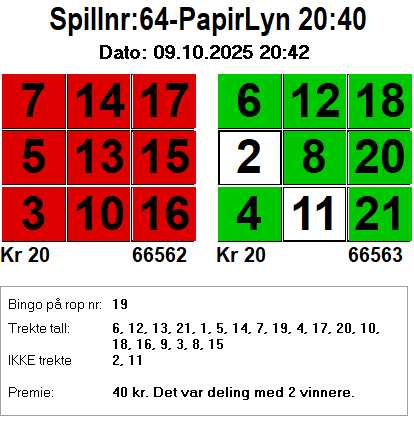 Spillnr:64-PapirLyn 20:40
Dato: 09.10.2025 20:42
7 14 17 6 12 18
5 13 15 2 8 20
3 10 16 4 11 21
Kr 20 66562 Kr 20 66563
Bingo på rop nr: 19
Trekte tall: 6, 12, 13, 21, 1, 5, 14, 7, 19, 4, 17, 20, 10,
18, 16, 9, 3, 8, 15
IKKE trekte 2, 11
Premie: 40 kr. Det var deling med 2 vinnere.